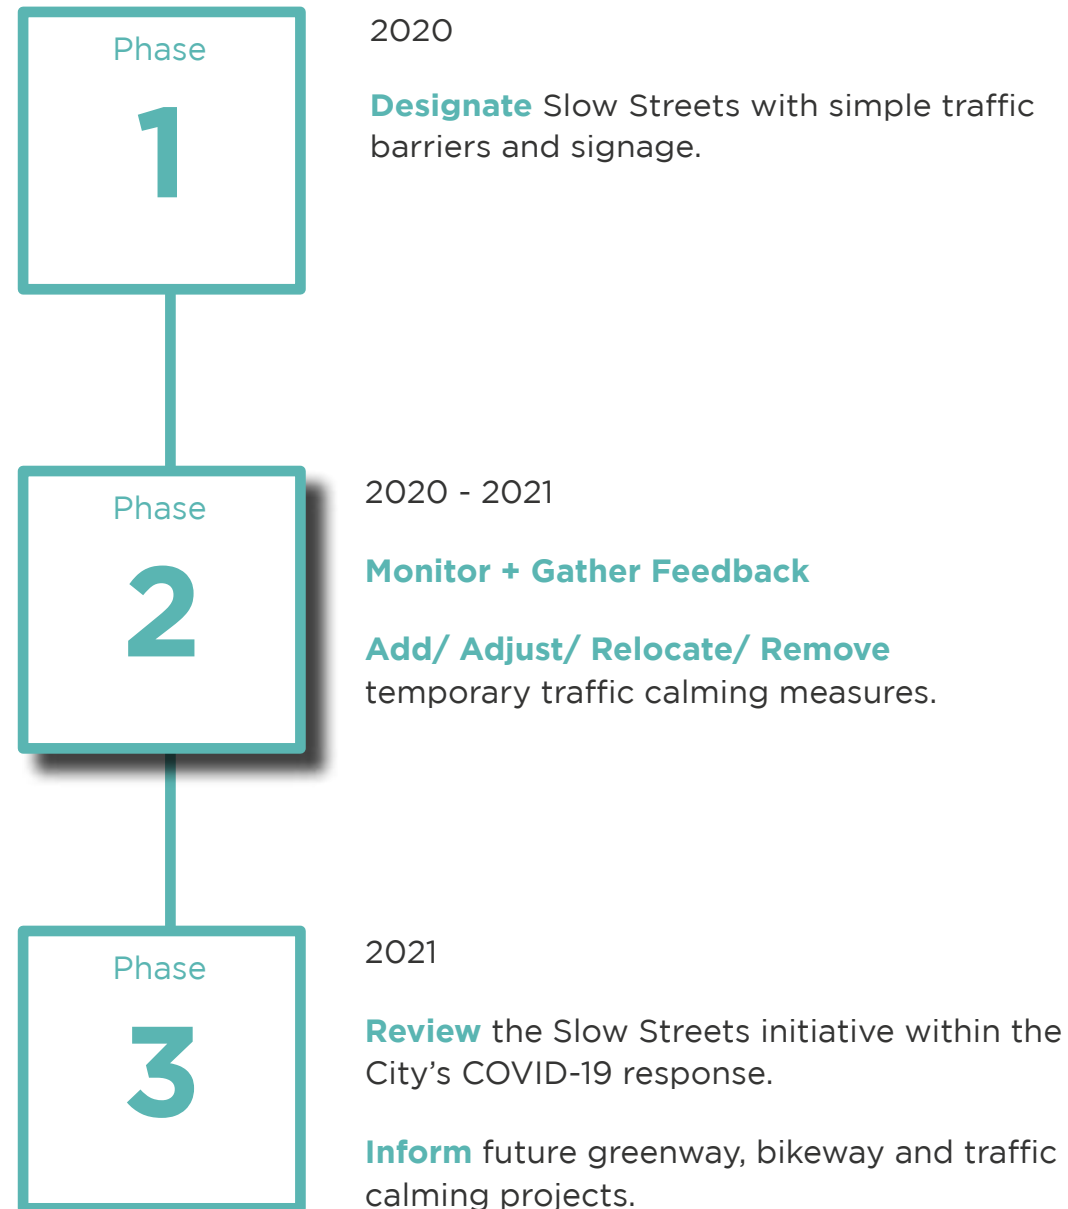 Phase
1
2020
Designate Slow Streets with simple traffic
barriers and signage.
Phase
2
2020 - 2021
Monitor + Gather Feedback
Add/ Adjust/ Relocate/ Remove
temporary traffic calming measures.
Phase
3
2021
Review the Slow Streets initiative within the
City’s COVID-19 response.
Inform future greenway, bikeway and traffic
calming projects.